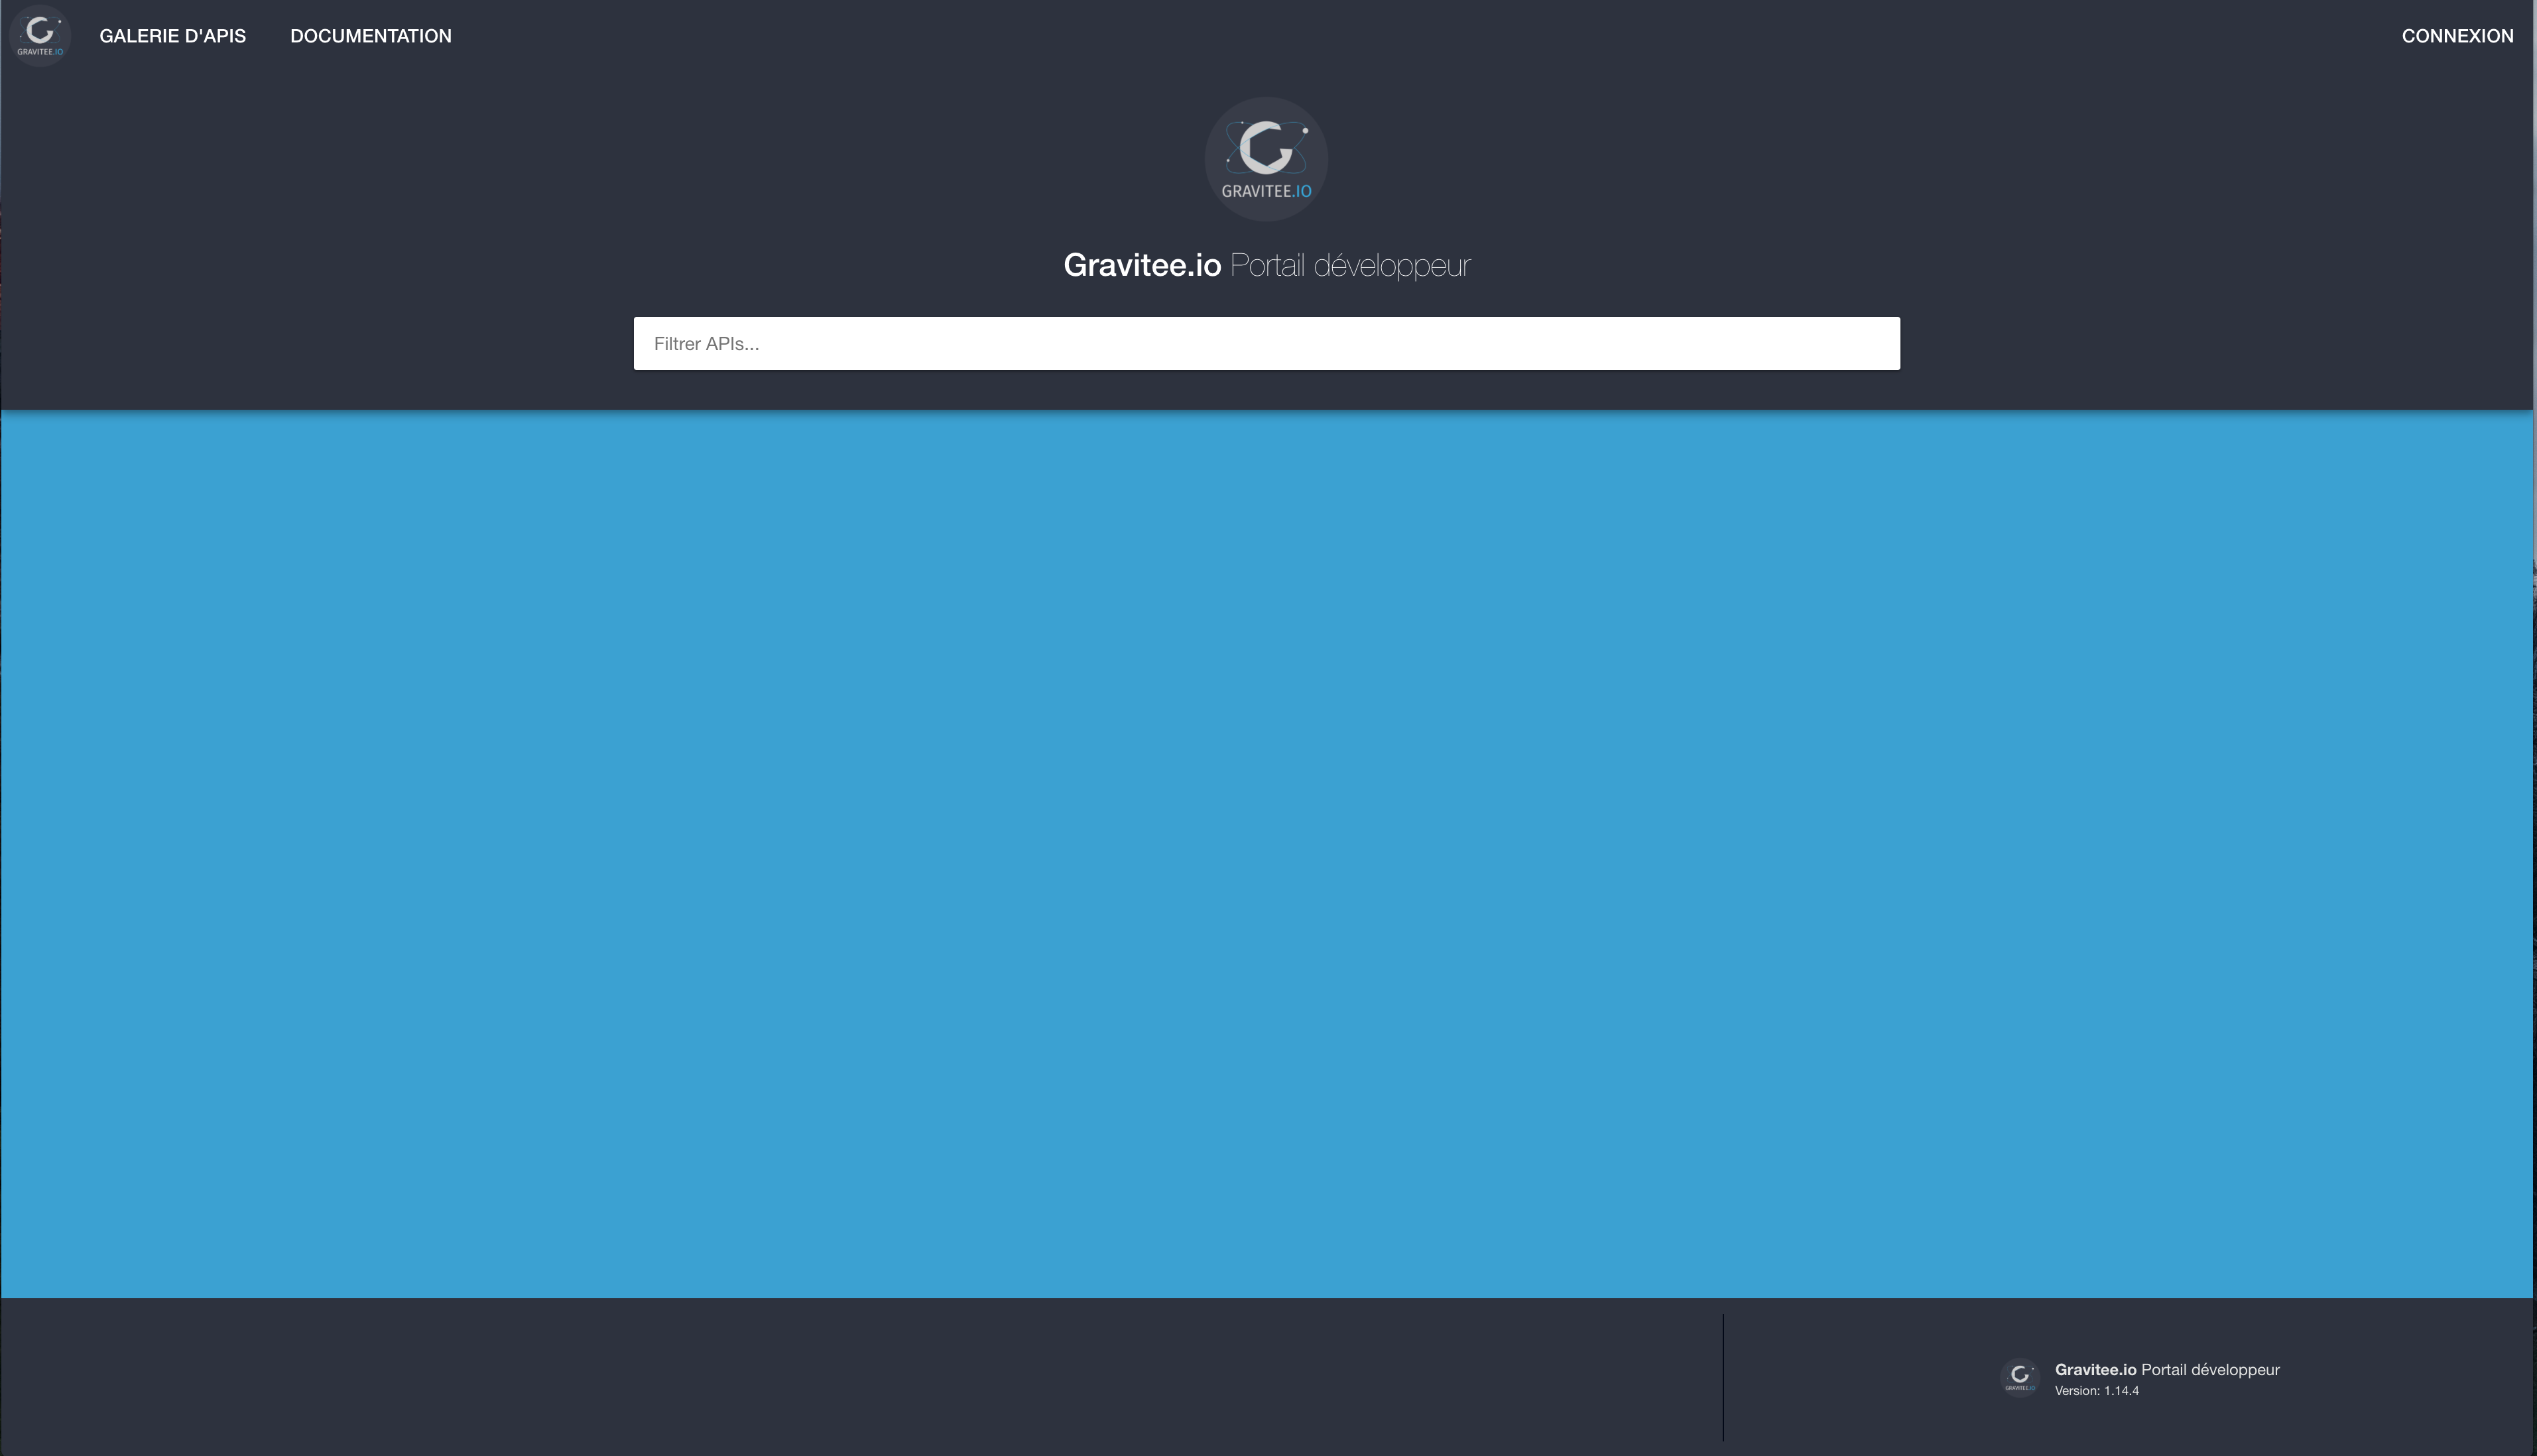 GRAVITEE.IO
GALERIE D'APIS
DOCUMENTATION
CONNEXION
GRAVITEE.IO
Gravitee.io Portail développeur
Filtrer APIs...
GRAVITEE.IO
Gravitee.io Portail développeur
Version: 1.14.4